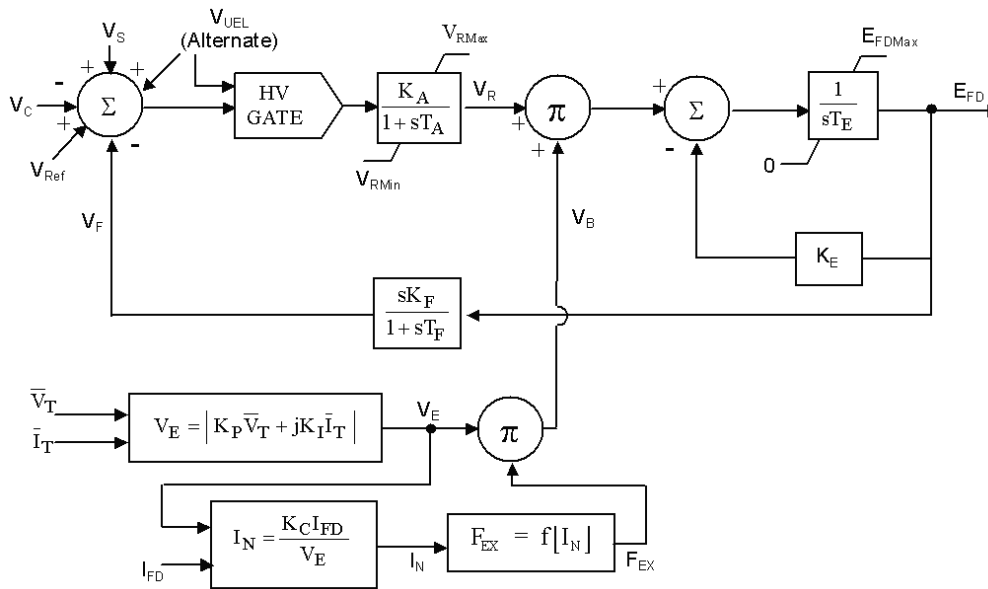 V_UEL
(Alternate)
V_S
+
+
-
V_C
+
V_Ref
-
Σ
HV
GATE
V_RMax
K_A
1 + sT_A
V_RMin
V_R
+
π
+
V_B
+
Σ
-
E_FDMax
1
sT_E
0
E_FD
K_E
V_F
sK_F
1 + sT_F
V̅_T
I̅_T
V_E = | K_P V̅_T + jK_I I̅_T |
V_E
π
I_N = K_C I_FD / V_E
I_FD
I_N
F_EX = f[I_N]
F_EX